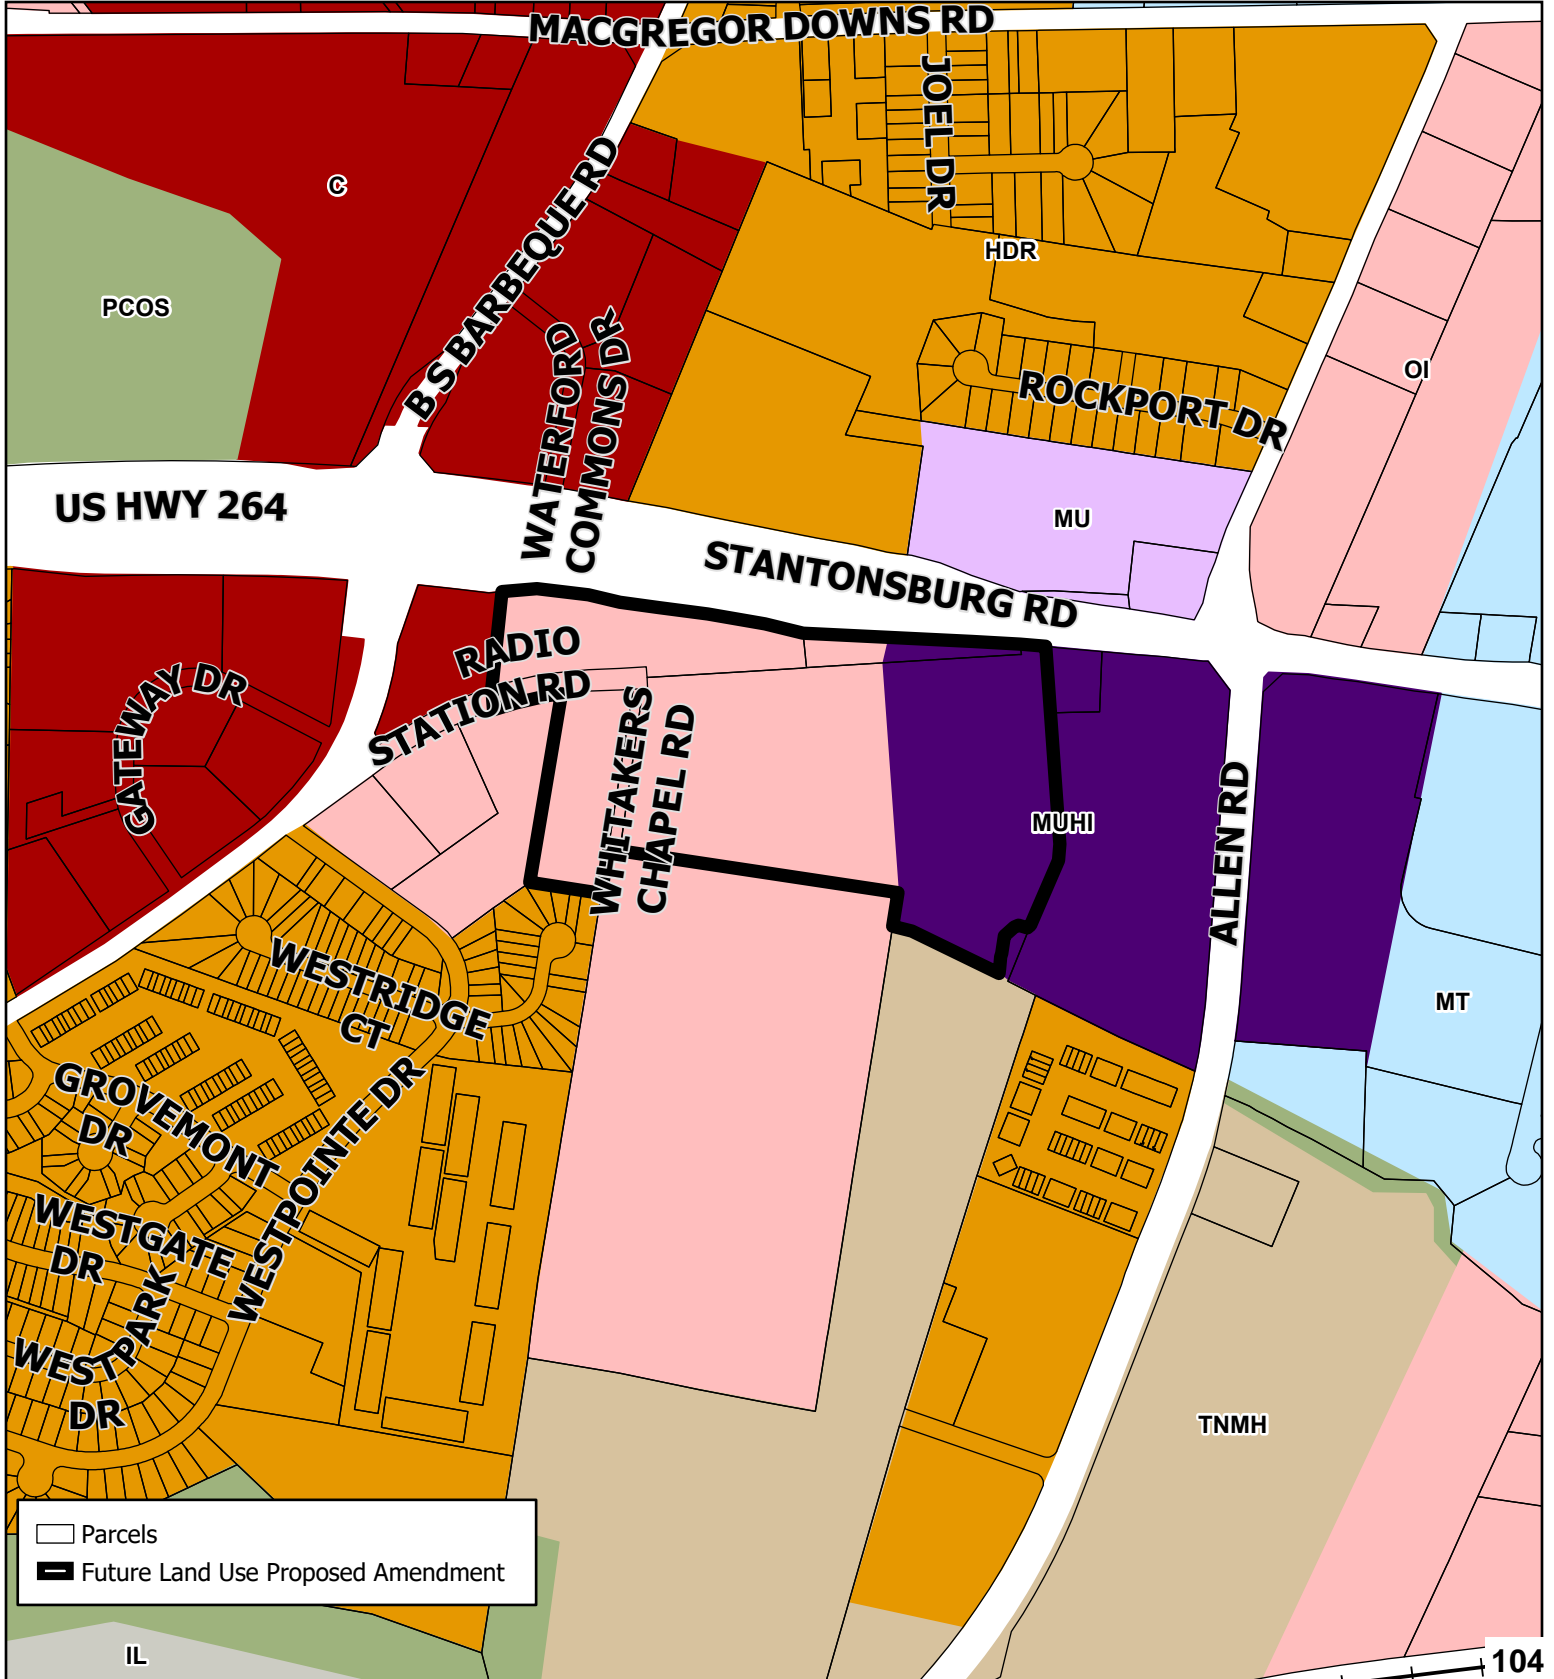 MACGREGOR DOWNS RD
JOEL DR
C
B S BARBEQUE RD
HDR
PCOS
WATERFORD
COMMONS DR
ROCKPORT DR
OI
US HWY 264
MU
STANTONSBURG RD
RADIO
STATION RD
GATEWAY DR
WHITAKERS
CHAPEL RD
MUHI
ALLEN RD
WESTRIDGE
CT
MT
GROVEMONT
DR
WESTPOINTE DR
WESTGATE
DR
WESTPARK
DR
TNMH
Parcels
Future Land Use Proposed Amendment
IL
104